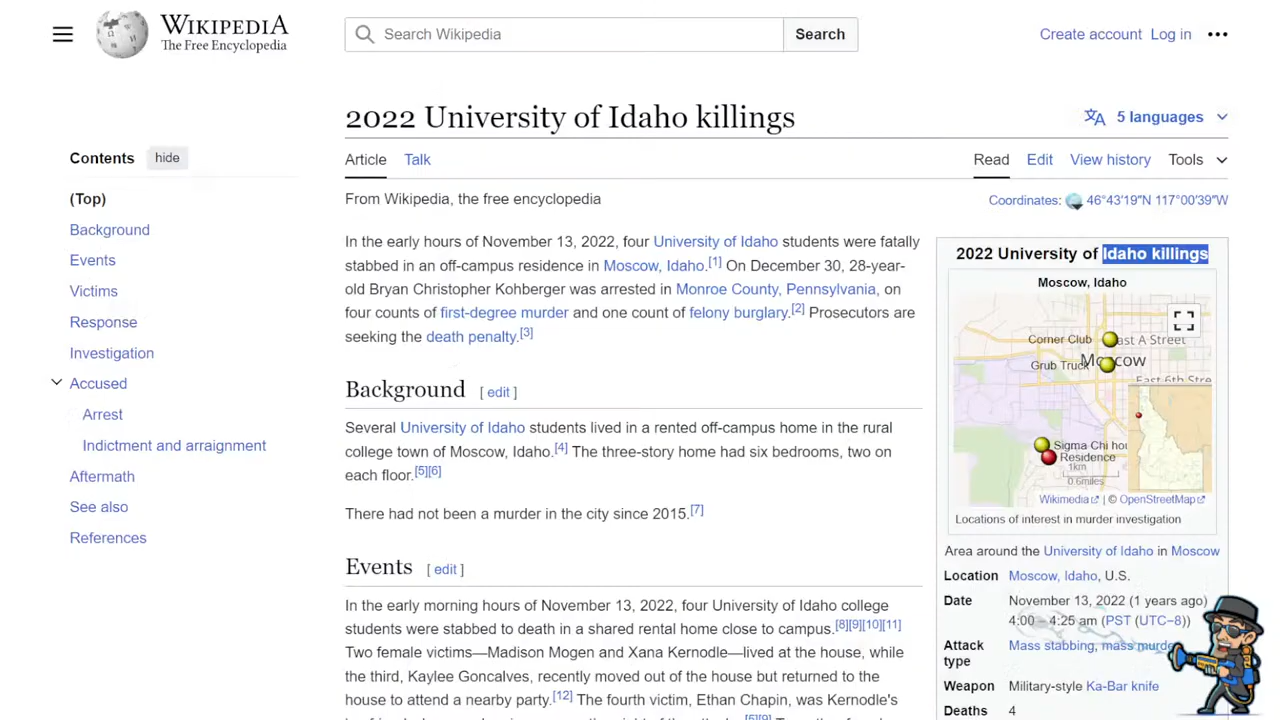 WIKIPEDIA
The Free Encyclopedia
Search Wikipedia
Search
Create account Log in
2022 University of Idaho killings
5 languages
Contents hide
Article Talk
Read Edit View history Tools
(Top)
From Wikipedia, the free encyclopedia
Coordinates: 46°43′19″N 117°00′39″W
Background
Events
Victims
Response
Investigation
Accused
Arrest
Indictment and arraignment
Aftermath
See also
References
In the early hours of November 13, 2022, four University of Idaho students were fatally
stabbed in an off-campus residence in Moscow, Idaho.[1] On December 30, 28-year-
old Bryan Christopher Kohberger was arrested in Monroe County, Pennsylvania, on
four counts of first-degree murder and one count of felony burglary.[2] Prosecutors are
seeking the death penalty.[3]
Background [ edit ]
Several University of Idaho students lived in a rented off-campus home in the rural
college town of Moscow, Idaho.[4] The three-story home had six bedrooms, two on
each floor.[5][6]
There had not been a murder in the city since 2015.[7]
Events [ edit ]
In the early morning hours of November 13, 2022, four University of Idaho college
students were stabbed to death in a shared rental home close to campus.[8][9][10][11]
Two female victims—Madison Mogen and Xana Kernodle—lived at the house, while
the third, Kaylee Goncalves, recently moved out of the house but returned to the
house to attend a nearby party.[12] The fourth victim, Ethan Chapin, was Kernodle's
2022 University of Idaho killings
Moscow, Idaho
Corner Club
East A Street
Moscow
Grub Truck
East 6th Stre
Sigma Chi hou
Residence
1km
0.6miles
Wikimedia | © OpenStreetMap
Locations of interest in murder investigation
Area around the University of Idaho in Moscow
Location Moscow, Idaho, U.S.
Date November 13, 2022 (1 years ago)
4:00 – 4:25 am (PST (UTC−8))
Attack Mass stabbing, mass murde
type
Weapon Military-style Ka-Bar knife
Deaths 4